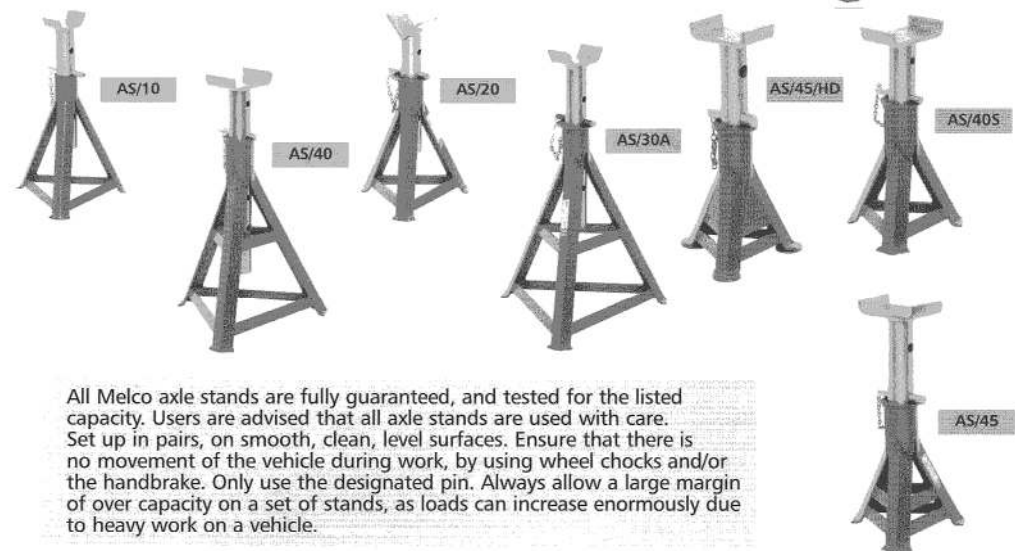 AS/10
AS/40
AS/20
AS/30A
AS/45/HD
AS/40S
AS/45
All Melco axle stands are fully guaranteed, and tested for the listed
capacity. Users are advised that all axle stands are used with care.
Set up in pairs, on smooth, clean, level surfaces. Ensure that there is
no movement of the vehicle during work, by using wheel chocks and/or
the handbrake. Only use the designated pin. Always allow a large margin
of over capacity on a set of stands, as loads can increase enormously due
to heavy work on a vehicle.